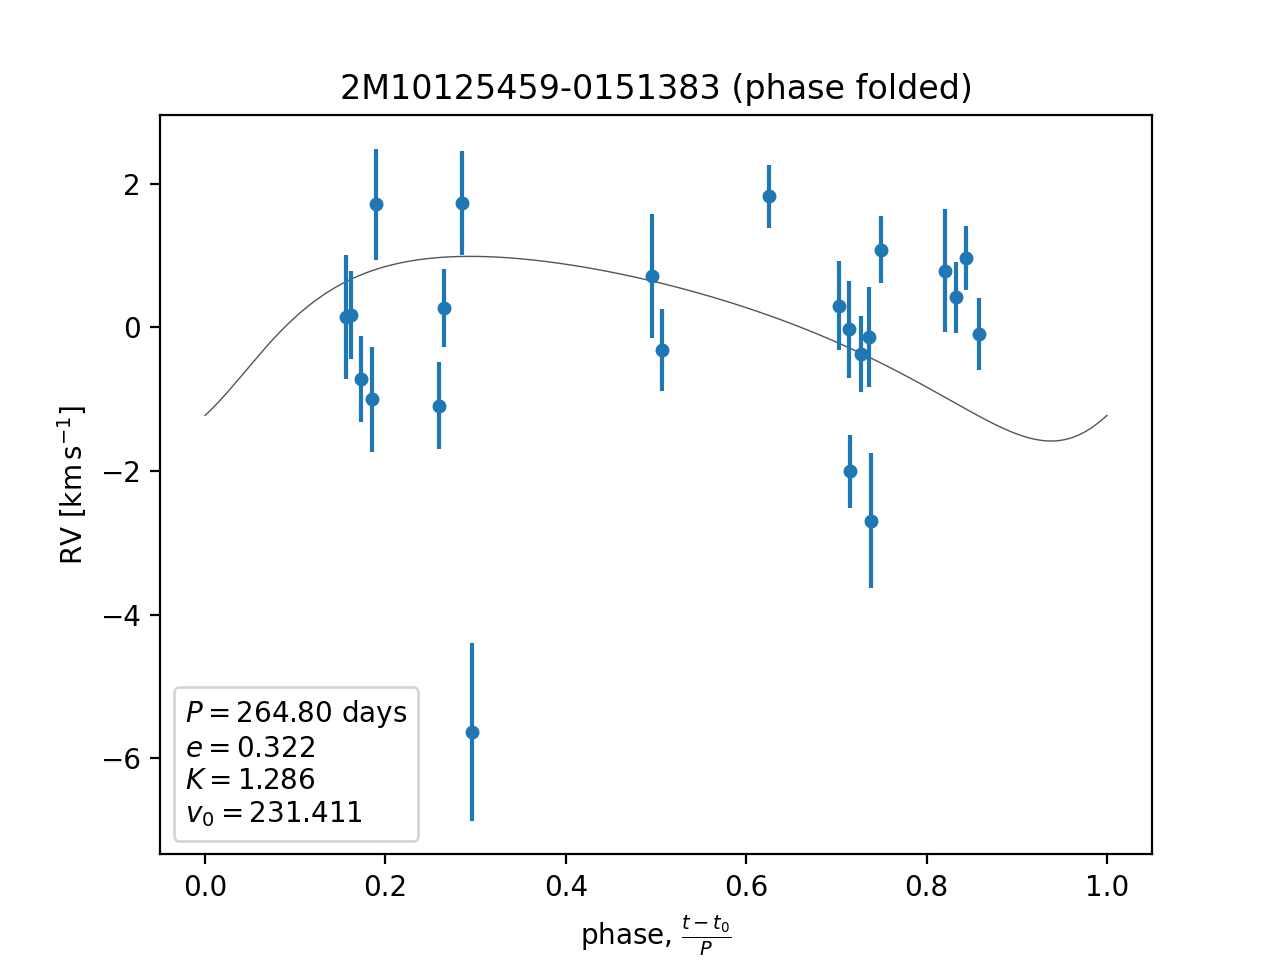 2M10125459-0151383 (phase folded)
RV [km s⁻¹]
2
0
−2
−4
−6
P = 264.80 days
e = 0.322
K = 1.286
v₀ = 231.411
0.0 0.2 0.4 0.6 0.8 1.0
phase, (t − t₀)/P